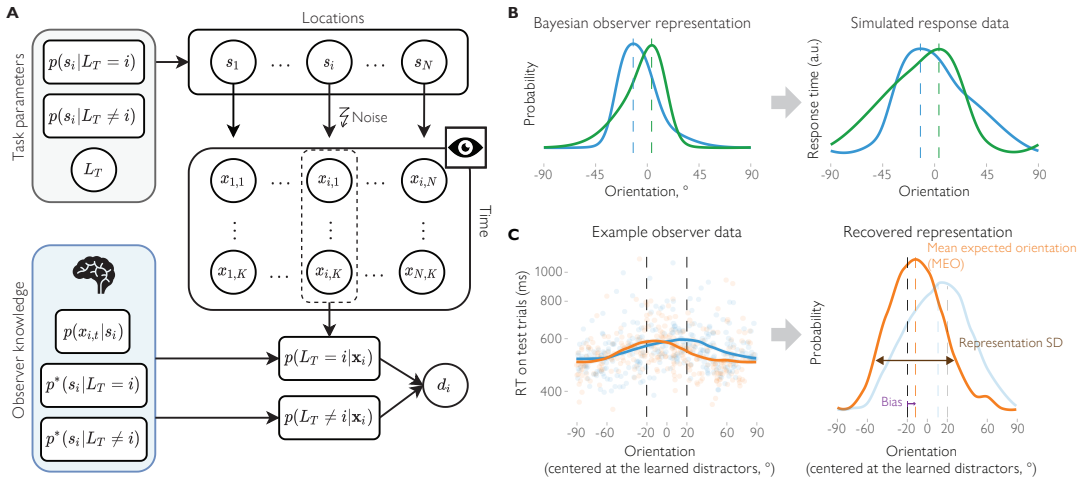 A
Locations
Task parameters
p(s_i|L_T = i)
p(s_i|L_T ≠ i)
L_T
s_1 ... s_i ... s_N
Noise
x_{1,1} ... x_{i,1} ... x_{i,N}
⋮ ⋮ ⋮
x_{1,K} ... x_{i,K} ... x_{N,K}
Time
Observer knowledge
p(x_{i,t}|s_i)
p*(s_i|L_T = i)
p*(s_i|L_T ≠ i)
p(L_T = i|x_i)
p(L_T ≠ i|x_i)
d_i
B
Bayesian observer representation
Probability
-90 -45 0 45 90
Orientation, °
Simulated response data
Response time (a.u.)
-90 -45 0 45 90
Orientation
C
Example observer data
RT on test trials (ms)
1000
800
600
400
-90 -60 -20 20 60 90
Orientation
(centered at the learned distractors, °)
Recovered representation
Mean expected orientation
(MEO)
Probability
Representation SD
Bias
-90 -60 -20 0 20 60 90
Orientation
(centered at the learned distractors, °)